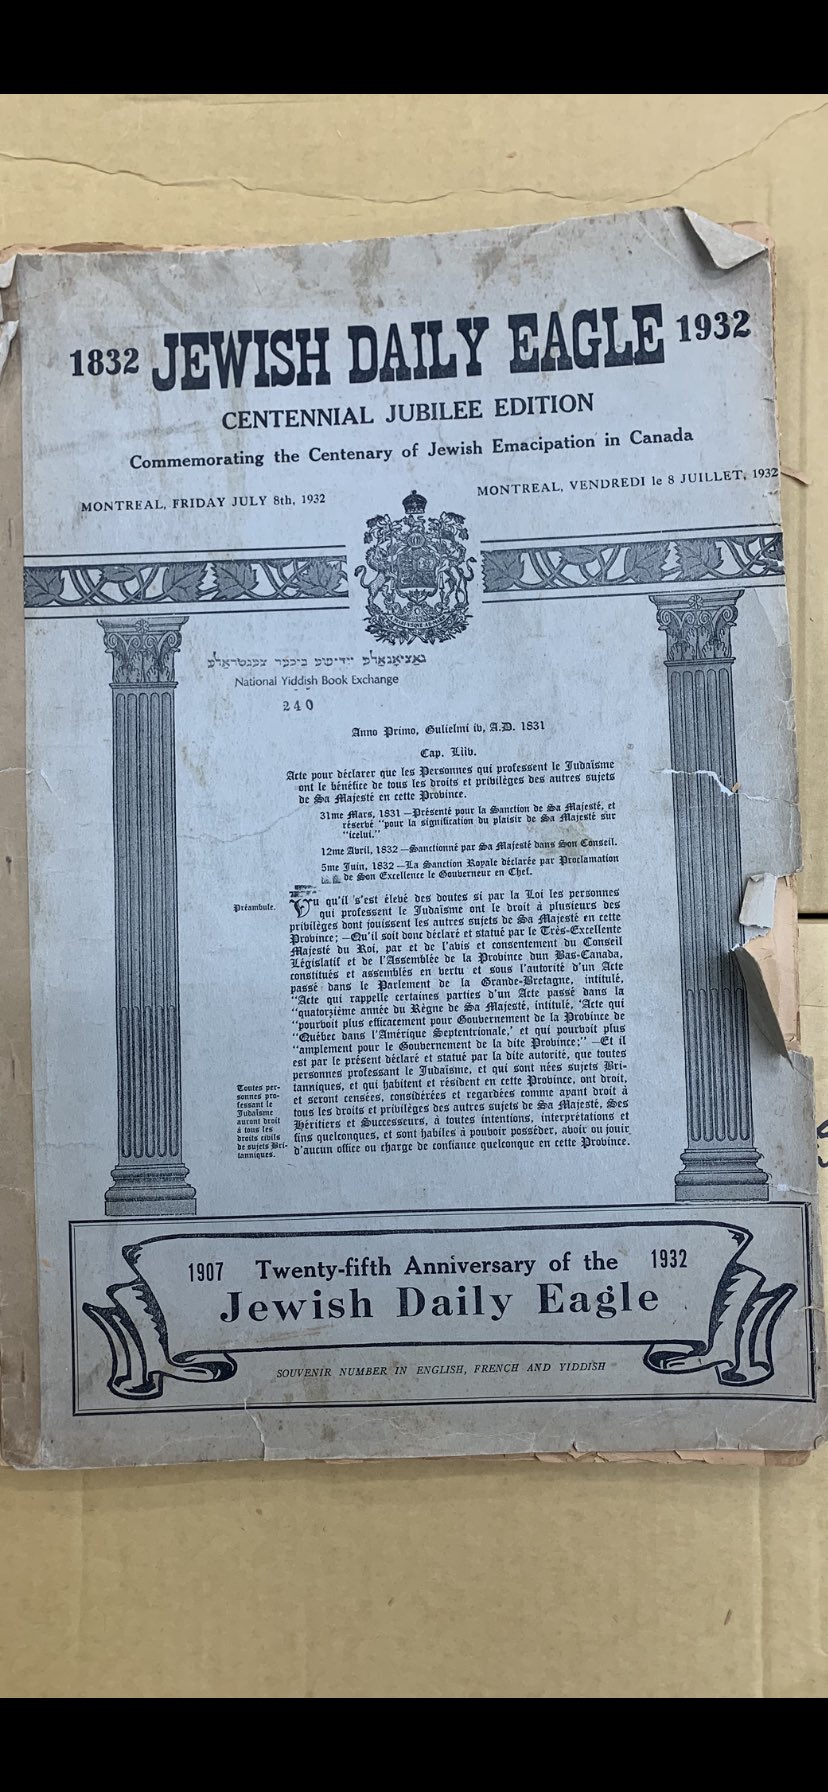 1832 JEWISH DAILY EAGLE 1932
CENTENNIAL JUBILEE EDITION
Commemorating the Centenary of Jewish Emacipation in Canada
MONTREAL, FRIDAY JULY 8th, 1932
MONTREAL, VENDREDI le 8 JUILLET, 1932
נאציאנאלע יידישע ביכער צענטראלע
National Yiddish Book Exchange
240
Anno Primo, Gulielmi iv, A.D. 1831
Cap. Lviii.
Acte pour déclarer que les Personnes qui professent le Judaïsme
ont le bénéfice de tous les droits et privilèges des autres sujets
de Sa Majesté en cette Province.
31me Mars, 1831 —Présenté pour la Sanction de Sa Majesté, et
réservé "pour la signification du plaisir de Sa Majesté sur
"icelui."
12me Avril, 1832 —Sanctionné par Sa Majesté dans Son Conseil.
5me Juin, 1832 —La Sanction Royale déclarée par Proclamation
de Son Excellence le Gouverneur en Chef.
Préambule.
Vu qu'il s'est élevé des doutes si par la Loi les personnes
qui professent le Judaïsme ont le droit à plusieurs des
privilèges dont jouissent les autres sujets de Sa Majesté en cette
Province; —Qu'il soit donc déclaré et statué par le Très-Excellente
Majesté du Roi, par et de l'avis et consentement du Conseil
Législatif et de l'Assemblée de la Province dun Bas-Canada,
constitués et assemblés en vertu et sous l'autorité d'un Acte
passé dans le Parlement de la Grande-Bretagne, intitulé,
"Acte qui rappelle certaines parties d'un Acte passé dans la
"quatorzième année du Règne de Sa Majesté, intitulé, 'Acte qui
"pourvoit plus efficacement pour Gouvernement de la Province de
"Québec dans l'Amérique Septentrionale,' et qui pourvoit plus
"amplement pour le Gouvernement de la dite Province;" —Et il
est par le présent déclaré et statué par la dite autorité, que toutes
personnes professant le Judaïsme, et qui sont nées sujets Bri-
tanniques, et qui habitent et résident en cette Province, ont droit,
et seront censées, considérées et regardées comme ayant droit à
tous les droits et privilèges des autres sujets de Sa Majesté, Ses
Héritiers et Successeurs, à toutes intentions, interprétations et
fins quelconques, et sont habiles à pouvoir posséder, avoir ou jouir
d'aucun office ou charge de confiance quelconque en cette Province.
Toutes per-
sonnes pro-
fessant le
Judaïsme
auront droit
à tous les
droits civils
de sujets Bri-
tanniques.
1907 Twenty-fifth Anniversary of the 1932
Jewish Daily Eagle
SOUVENIR NUMBER IN ENGLISH, FRENCH AND YIDDISH